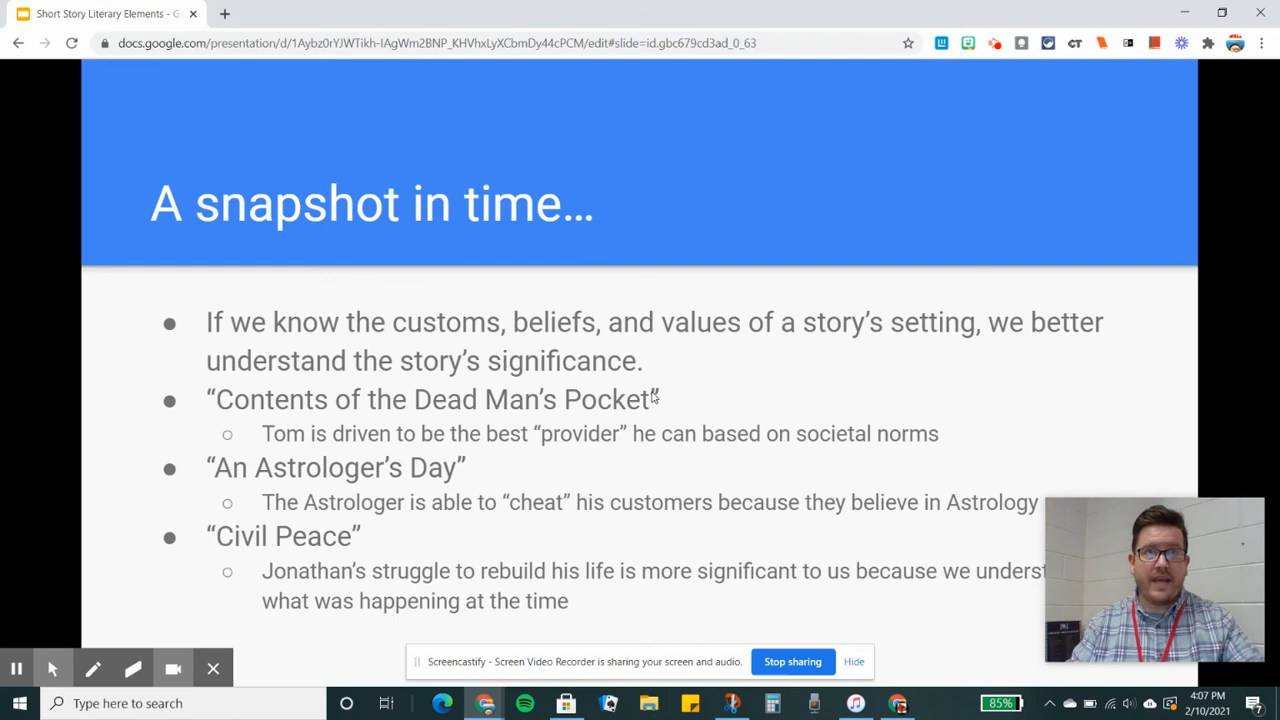 Short Story Literary Elements - G
docs.google.com/presentation/d/1Aybz0rYJWTikh-IAgWm2BNP_KHVhvLyXCbmDy44cPCM/edit#slide=id.gbc679cd3ad_0_63
A snapshot in time…
● If we know the customs, beliefs, and values of a story’s setting, we better
understand the story’s significance.
● “Contents of the Dead Man’s Pocket”
○ Tom is driven to be the best “provider” he can based on societal norms
● “An Astrologer’s Day”
○ The Astrologer is able to “cheat” his customers because they believe in Astrology
● “Civil Peace”
○ Jonathan’s struggle to rebuild his life is more significant to us because we underst
what was happening at the time
Screencastify - Screen Video Recorder is sharing your screen and audio. Stop sharing Hide
Type here to search
85%
4:07 PM
2/10/2021
7